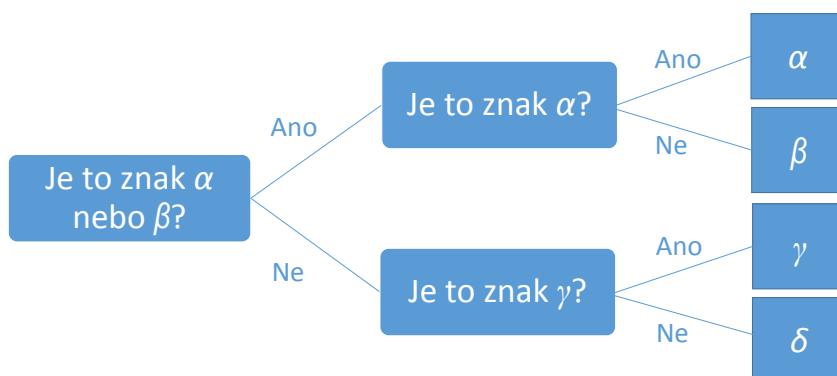 Je to znak α
nebo β?
Ano
Ne
Je to znak α?
Je to znak γ?
Ano
Ne
Ano
Ne
α
β
γ
δ